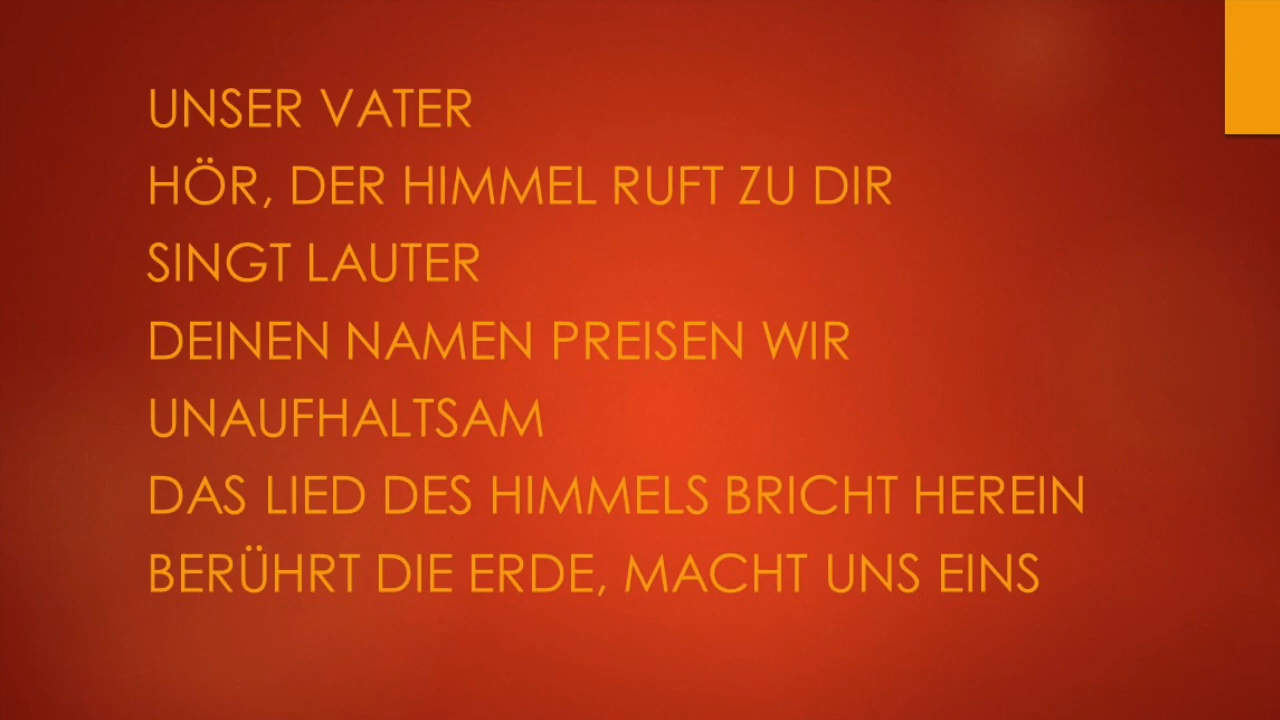 UNSER VATER
HÖR, DER HIMMEL RUFT ZU DIR
SINGT LAUTER
DEINEN NAMEN PREISEN WIR
UNAUFHALTSAM
DAS LIED DES HIMMELS BRICHT HEREIN
BERÜHRT DIE ERDE, MACHT UNS EINS